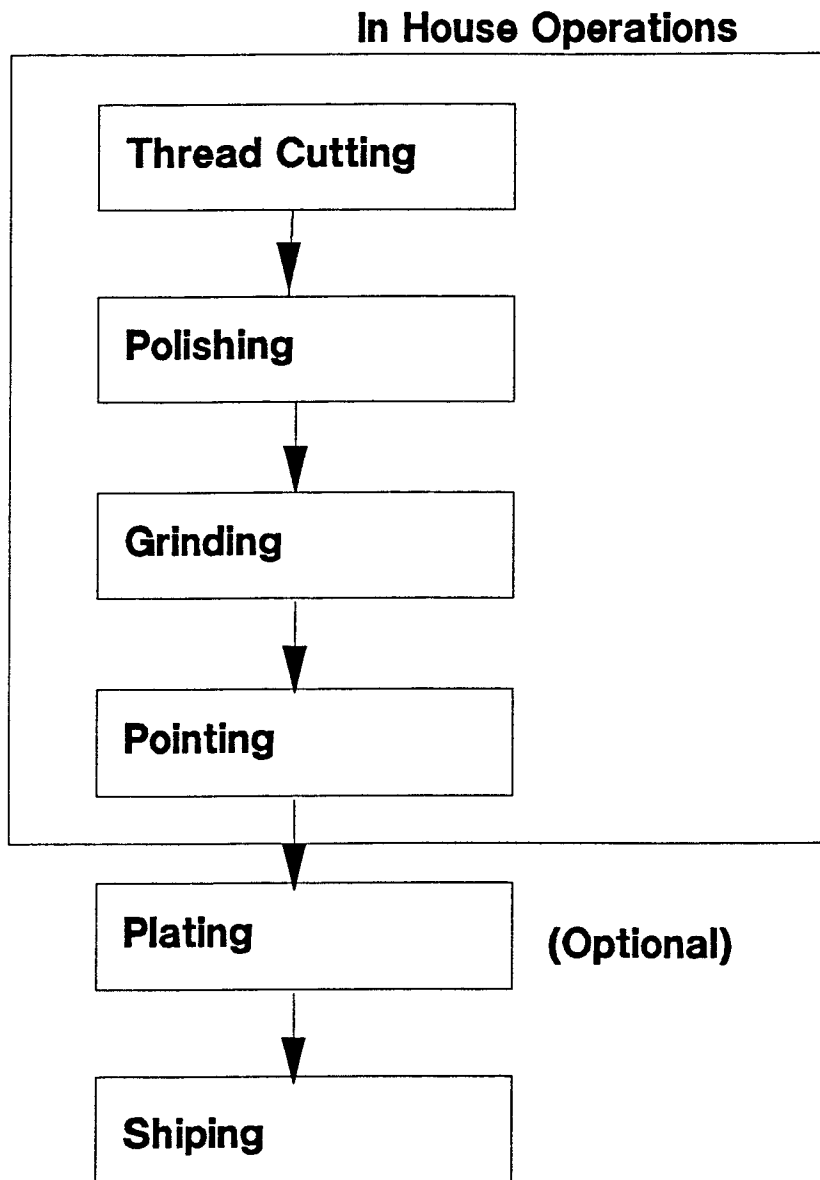 In House Operations
Thread Cutting
Polishing
Grinding
Pointing
Plating
(Optional)
Shiping